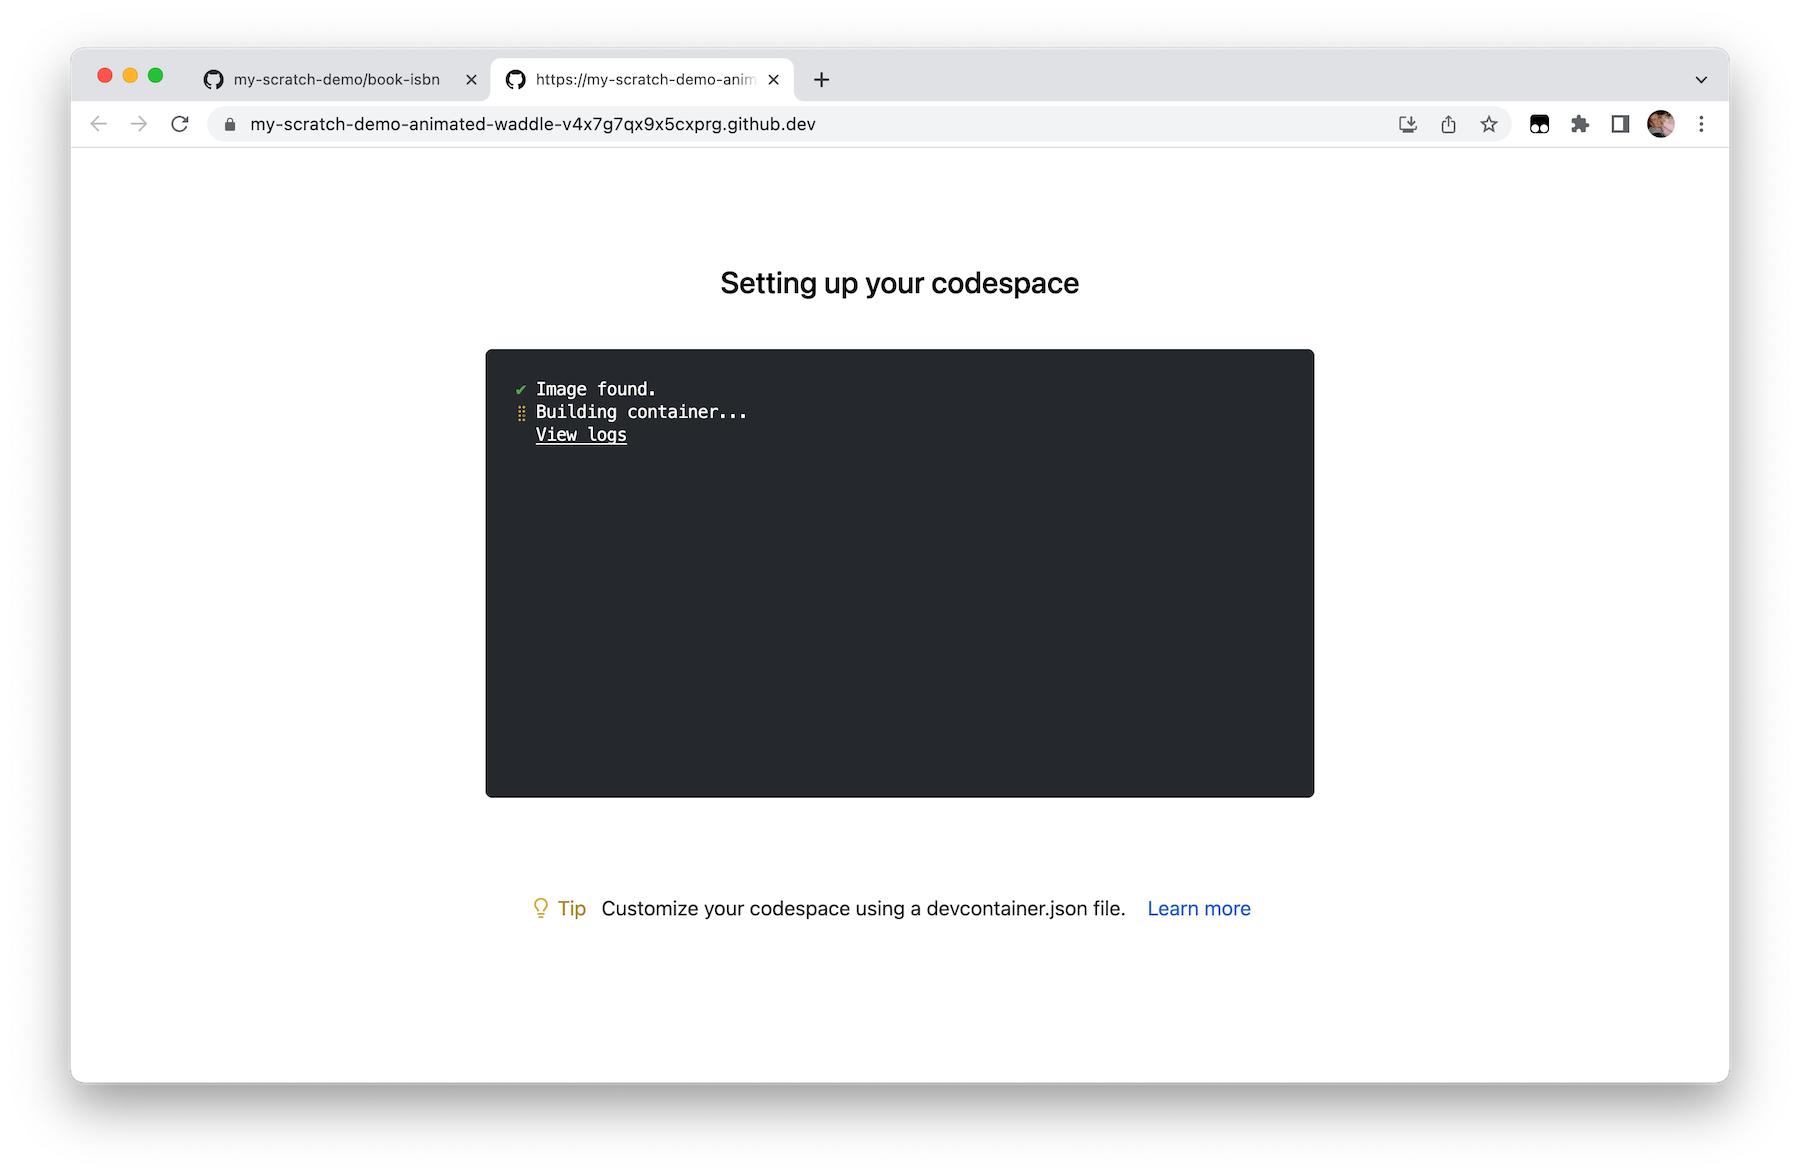 my-scratch-demo/book-isbn
https://my-scratch-demo-anim
my-scratch-demo-animated-waddle-v4x7g7qx9x5cxprg.github.dev
Setting up your codespace
✔ Image found.
Building container...
View logs
Tip Customize your codespace using a devcontainer.json file. Learn more